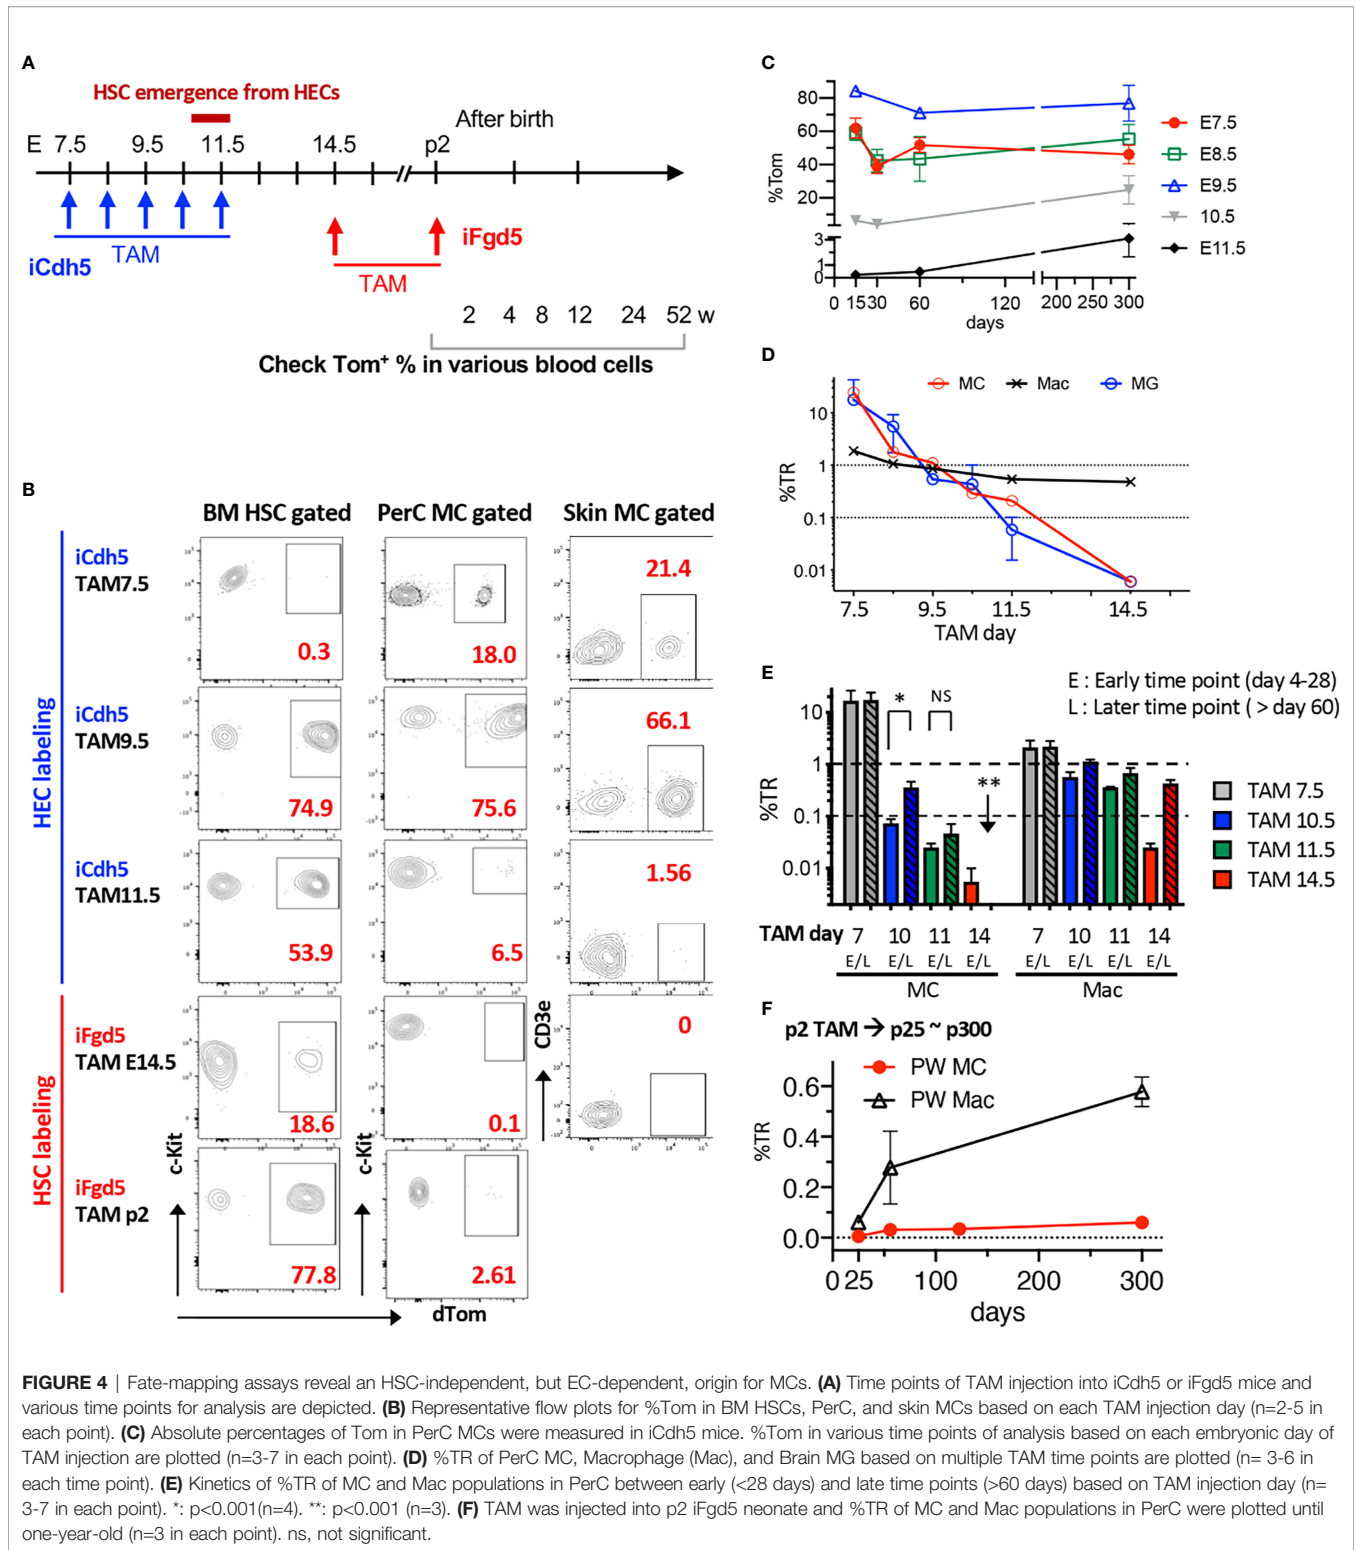 A
HSC emergence from HECs
After birth
E 7.5 9.5 11.5 14.5 p2
TAM
iCdh5
iFgd5
TAM
2 4 8 12 24 52 w
Check Tom+ % in various blood cells
B
BM HSC gated PerC MC gated Skin MC gated
HEC labeling
iCdh5
TAM7.5
0.3
18.0
21.4
iCdh5
TAM9.5
74.9
75.6
66.1
iCdh5
TAM11.5
53.9
6.5
1.56
HSC labeling
iFgd5
TAM E14.5
18.6
0.1
0
iFgd5
TAM p2
77.8
2.61
c-Kit
c-Kit
CD3e
dTom
C
%Tom
80
60
40
20
3
1
0
0 15 30 60 120 200 250 300
days
E7.5
E8.5
E9.5
10.5
E11.5
D
MC Mac MG
%TR
10
1
0.1
0.01
7.5 9.5 11.5 14.5
TAM day
E
E : Early time point (day 4-28)
L : Later time point ( > day 60)
* NS
**
%TR
10
1
0.1
0.01
TAM 7.5
TAM 10.5
TAM 11.5
TAM 14.5
TAM day 7 10 11 14 7 10 11 14
E/L E/L E/L E/L E/L E/L E/L E/L
MC Mac
F
p2 TAM → p25 ~ p300
PW MC
PW Mac
%TR
0.6
0.4
0.2
0.0
0 25 100 200 300
days
FIGURE 4 | Fate-mapping assays reveal an HSC-independent, but EC-dependent, origin for MCs. (A) Time points of TAM injection into iCdh5 or iFgd5 mice and
various time points for analysis are depicted. (B) Representative flow plots for %Tom in BM HSCs, PerC, and skin MCs based on each TAM injection day (n=2-5 in
each point). (C) Absolute percentages of Tom in PerC MCs were measured in iCdh5 mice. %Tom in various time points of analysis based on each embryonic day of
TAM injection are plotted (n=3-7 in each point). (D) %TR of PerC MC, Macrophage (Mac), and Brain MG based on multiple TAM time points are plotted (n= 3-6 in
each time point). (E) Kinetics of %TR of MC and Mac populations in PerC between early (<28 days) and late time points (>60 days) based on TAM injection day (n=
3-7 in each point). *: p<0.001(n=4). **: p<0.001 (n=3). (F) TAM was injected into p2 iFgd5 neonate and %TR of MC and Mac populations in PerC were plotted until
one-year-old (n=3 in each point). ns, not significant.